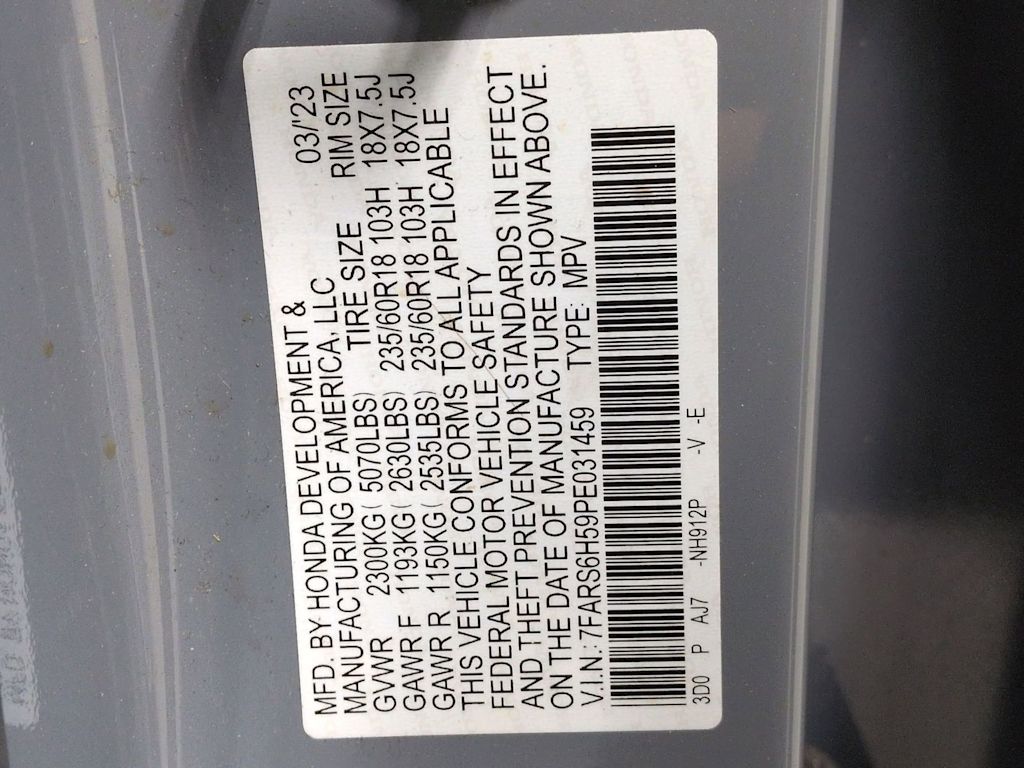 MFD. BY HONDA DEVELOPMENT & 03/'23
MANUFACTURING OF AMERICA, LLC
TIRE SIZE RIM SIZE
GVWR 2300KG( 5070LBS)
GAWR F 1193KG( 2630LBS) 235/60R18 103H 18X7.5J
GAWR R 1150KG( 2535LBS) 235/60R18 103H 18X7.5J
THIS VEHICLE CONFORMS TO ALL APPLICABLE
FEDERAL MOTOR VEHICLE SAFETY
AND THEFT PREVENTION STANDARDS IN EFFECT
ON THE DATE OF MANUFACTURE SHOWN ABOVE.
V.I.N: 7FARS6H59PE031459 TYPE: MPV
3D0 P AJ7 -NH912P -V -E